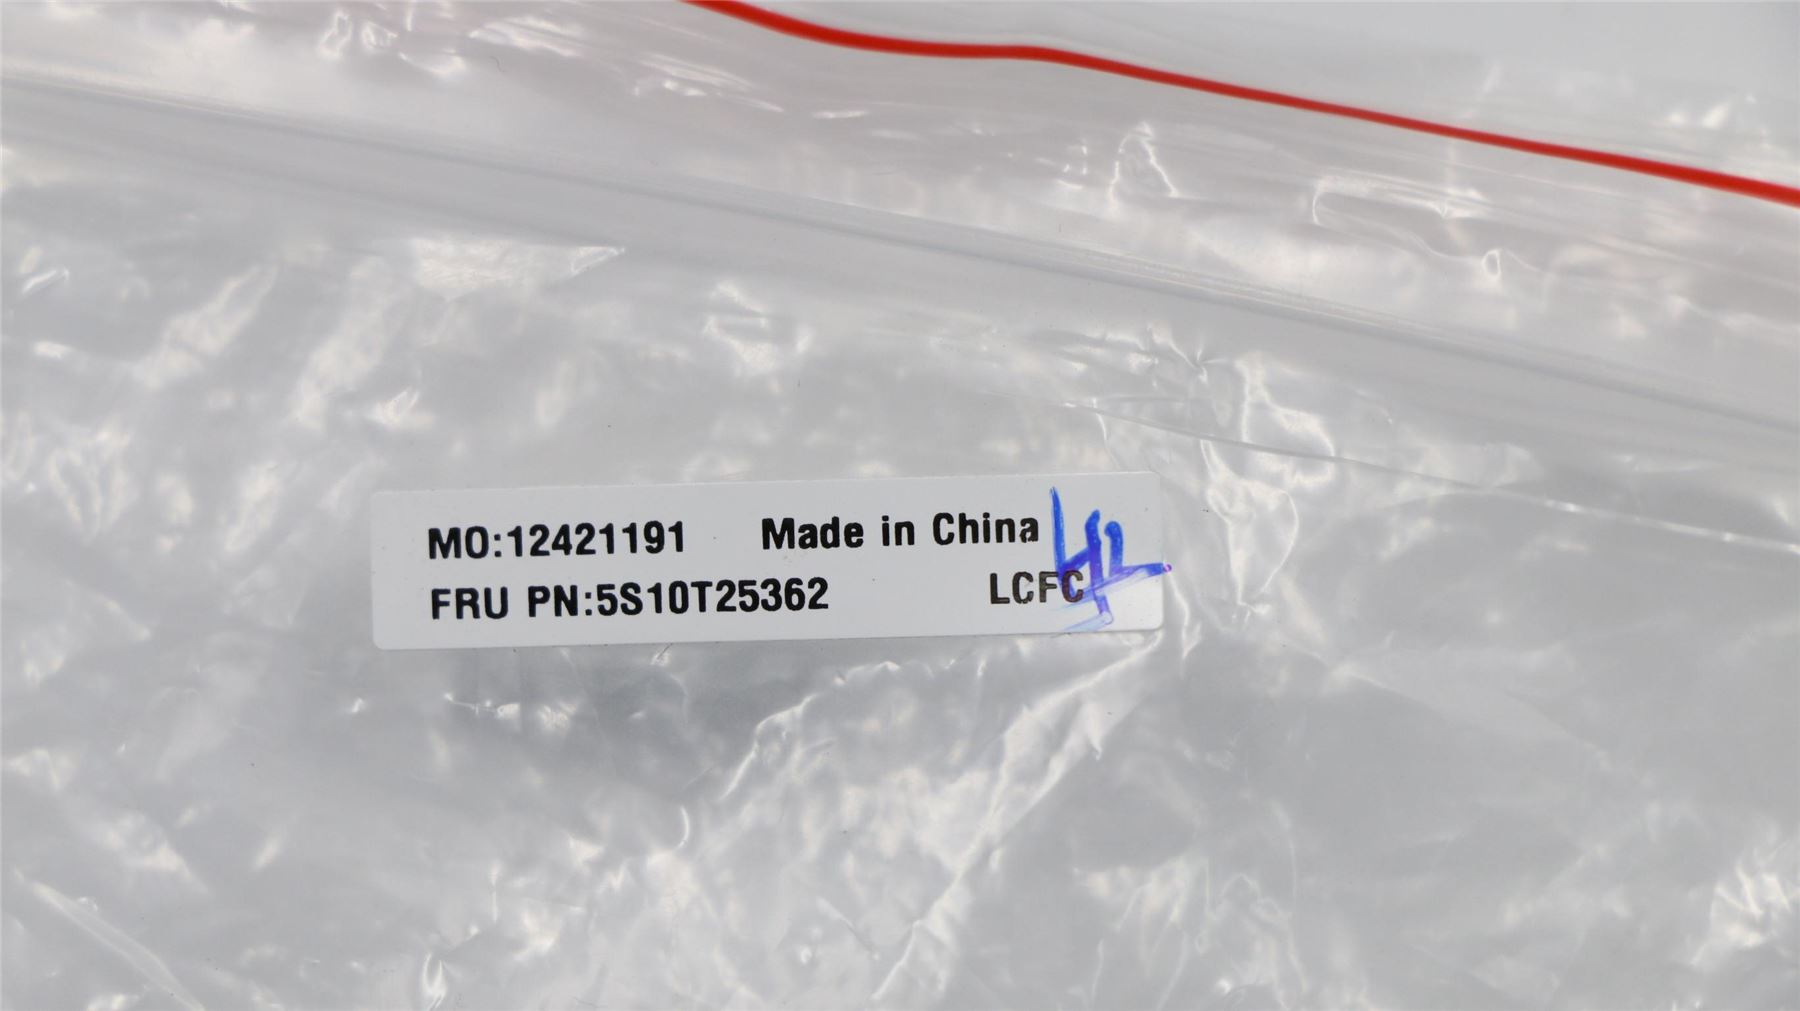 MO:12421191 Made in China
FRU PN:5S10T25362 LCFC